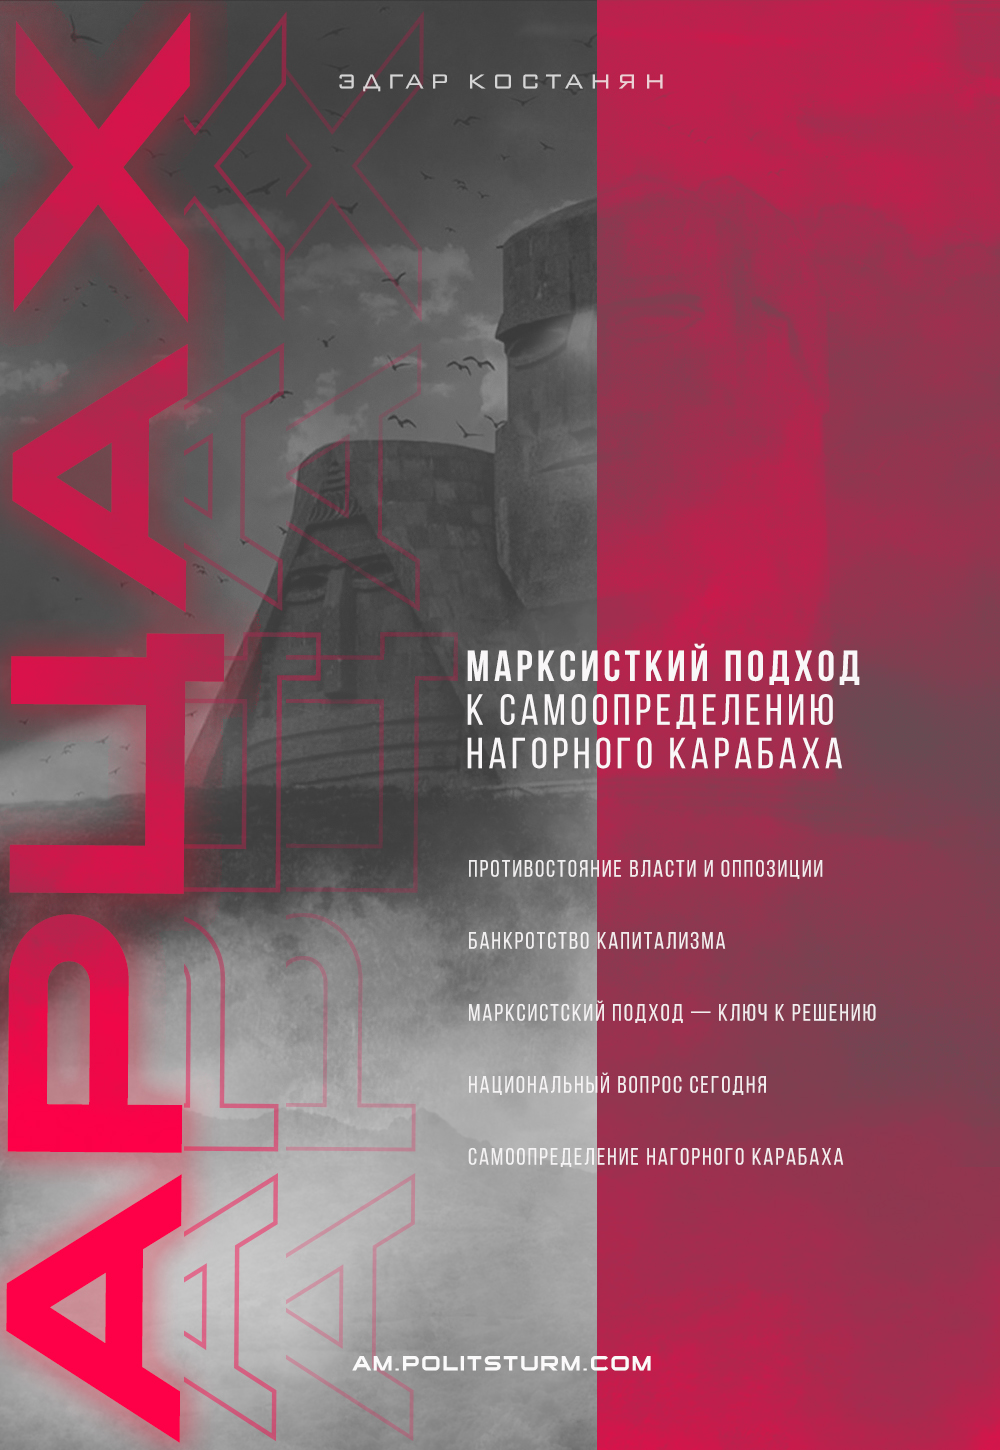 ЭДГАР КОСТАНЯН
АРЦАХ
МАРКСИСТКИЙ ПОДХОД
К САМООПРЕДЕЛЕНИЮ
НАГОРНОГО КАРАБАХА
ПРОТИВОСТОЯНИЕ ВЛАСТИ И ОППОЗИЦИИ
БАНКРОТСТВО КАПИТАЛИЗМА
МАРКСИСТСКИЙ ПОДХОД — КЛЮЧ К РЕШЕНИЮ
НАЦИОНАЛЬНЫЙ ВОПРОС СЕГОДНЯ
САМООПРЕДЕЛЕНИЕ НАГОРНОГО КАРАБАХА
AM.POLITSTURM.COM